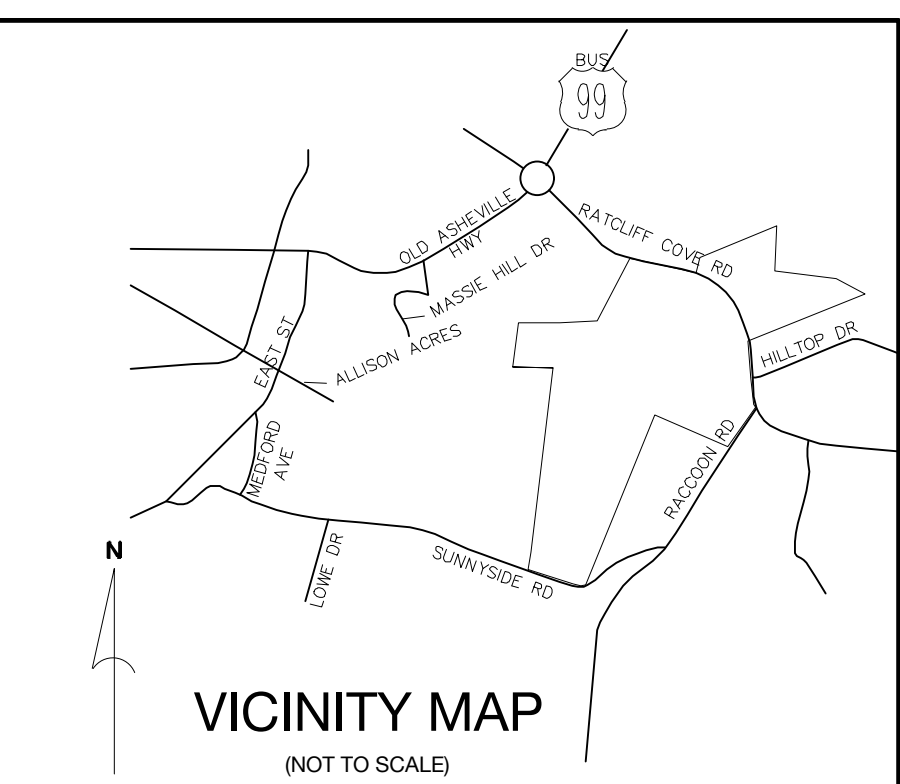 BUS
99
OLD ASHEVILLE
HWY
RATCLIFF COVE RD
MASSIE HILL DR
ALLISON ACRES
EAST ST
HILLTOP DR
MEDFORD
AVE
RACCOON RD
SUNNYSIDE RD
LOWE DR
N
VICINITY MAP
(NOT TO SCALE)